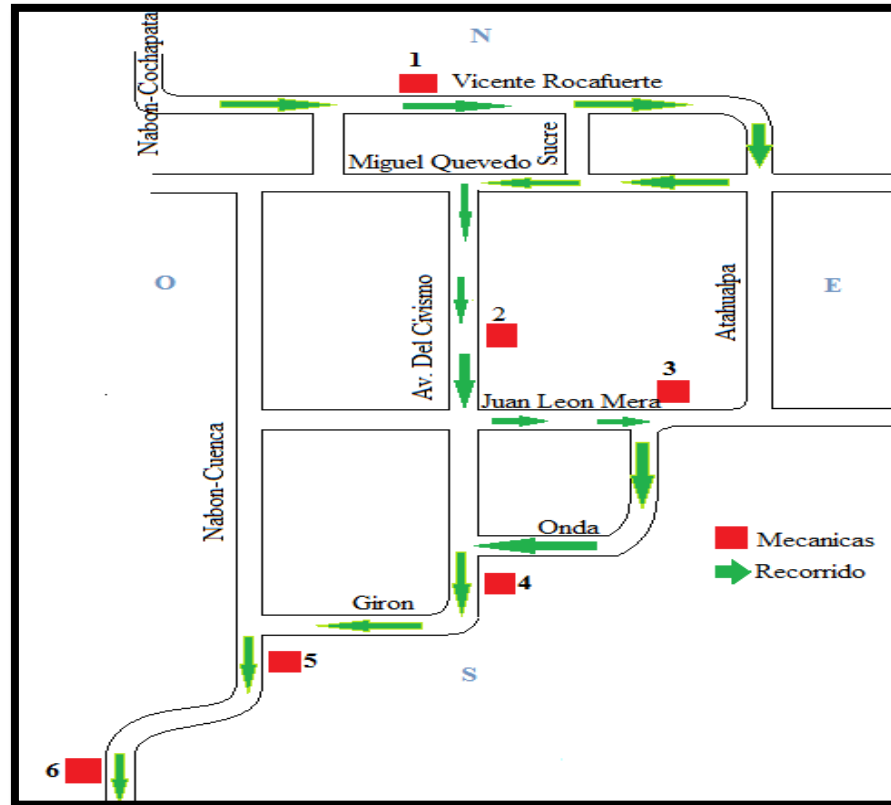 N
1
Vicente Rocafuerte
Nabon-Cochapata
Sucre
Miguel Quevedo
O
E
Av. Del Civismo
Atahualpa
2
3
Juan Leon Mera
Nabon-Cuenca
Onda
Mecanicas
Recorrido
4
Giron
5
S
6